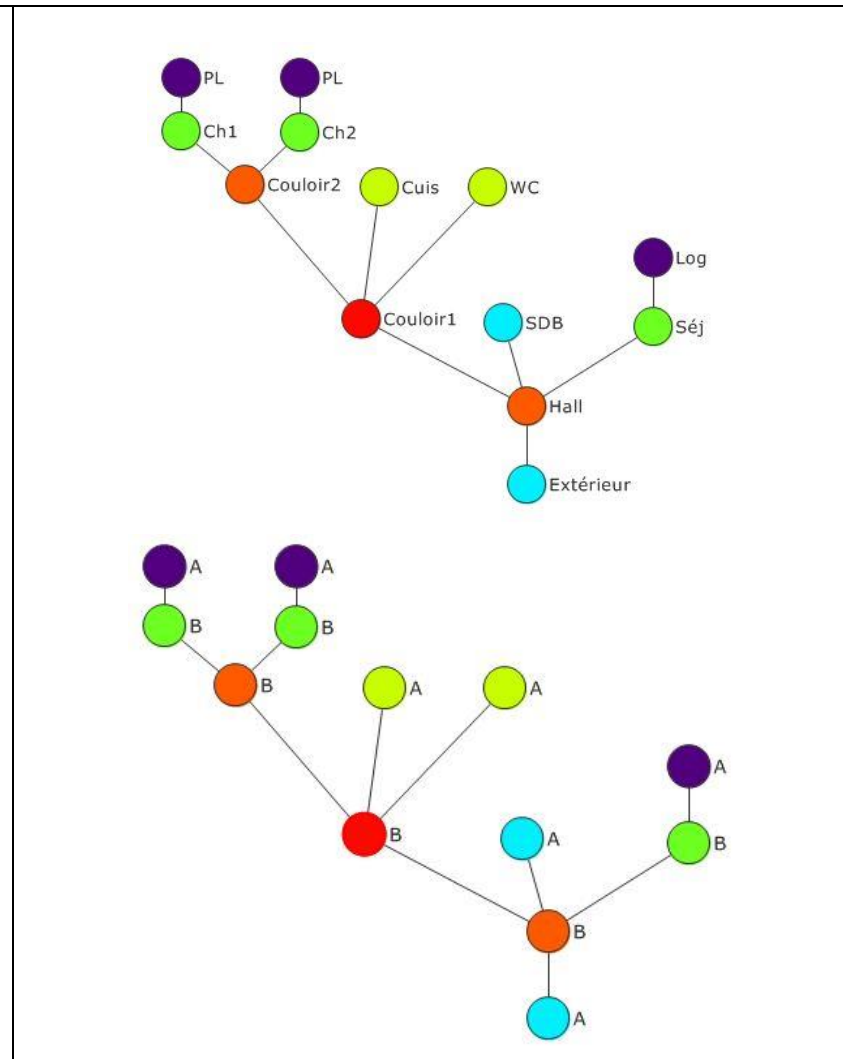 PL PL
Ch1 Ch2
Couloir2 Cuis WC
Log
Couloir1 SDB Séj
Hall
Extérieur
A A
B B
B A A
A
B A B
B
A